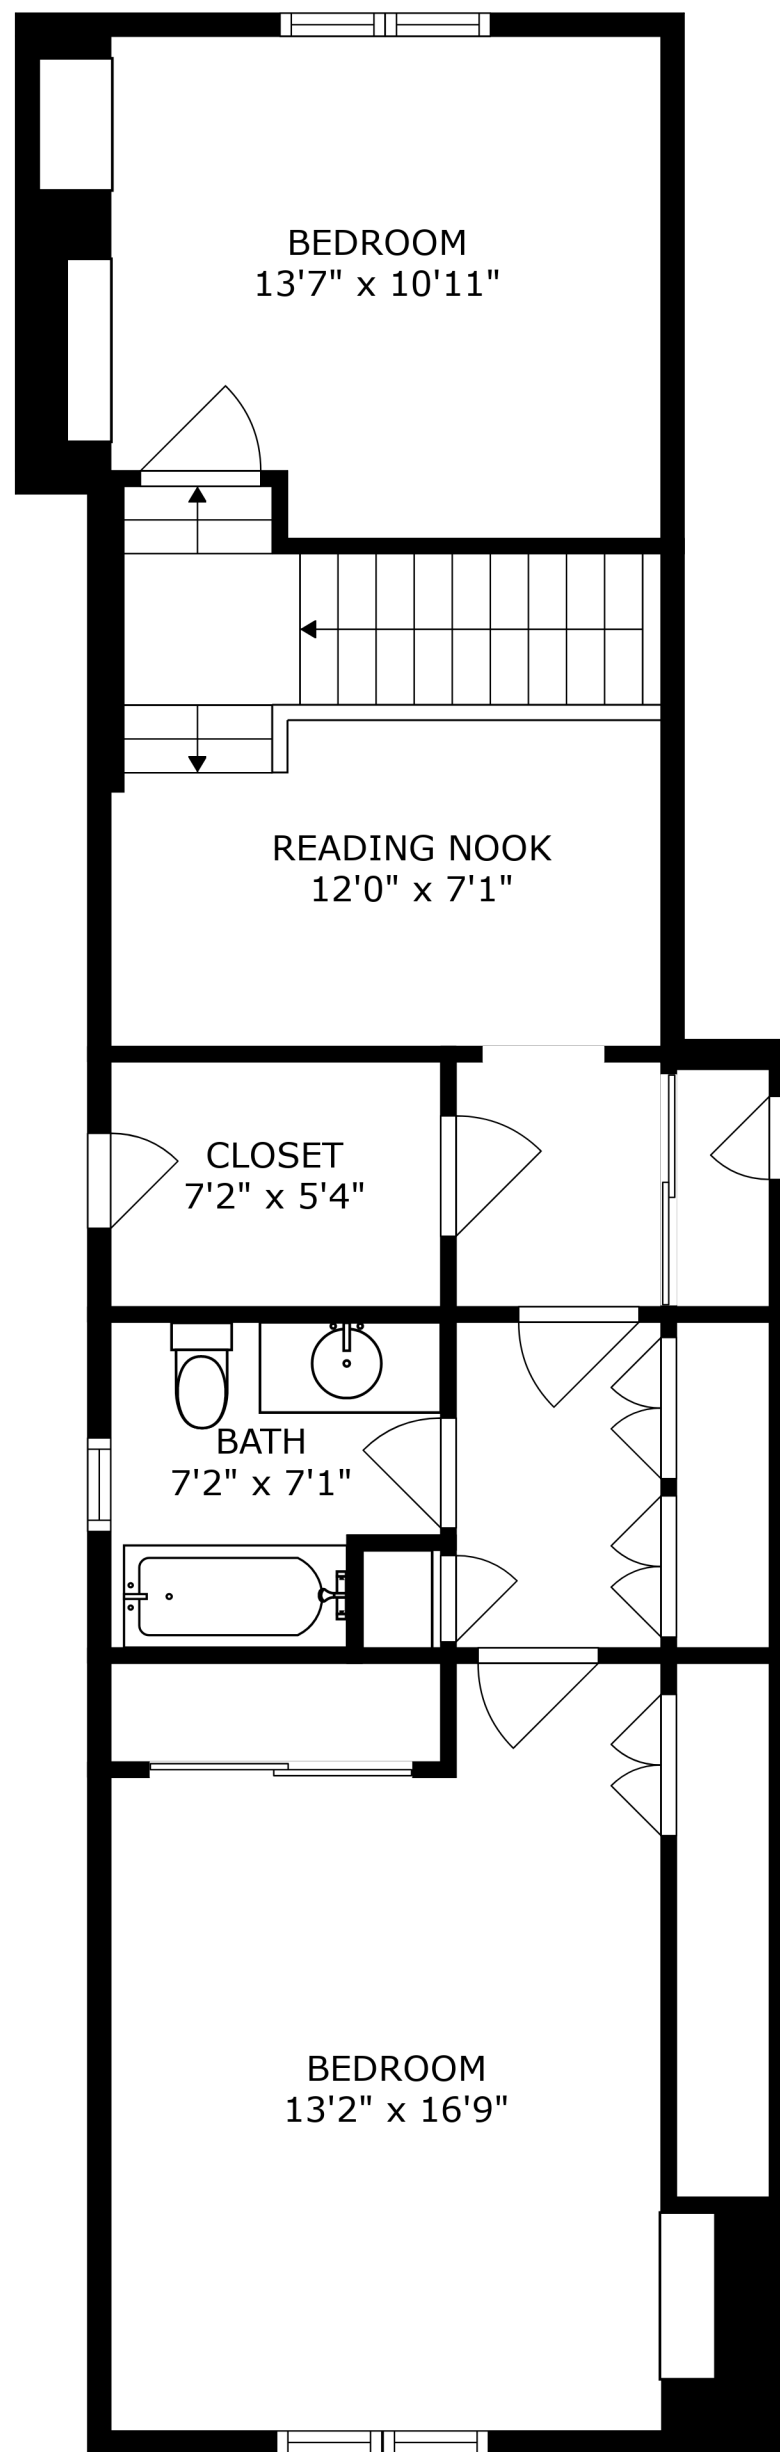 BEDROOM
13'7" x 10'11"
READING NOOK
12'0" x 7'1"
CLOSET
7'2" x 5'4"
BATH
7'2" x 7'1"
BEDROOM
13'2" x 16'9"